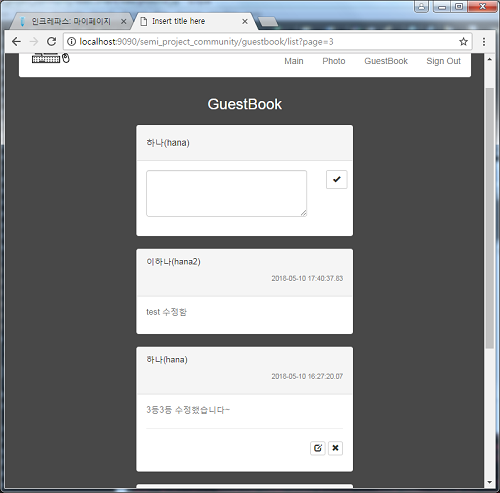 인크레파스: 마이페이지
Insert title here
localhost:9090/semi_project_community/guestbook/list?page=3
Main Photo GuestBook Sign Out
GuestBook
하나(hana)
이하나(hana2)
2018-05-10 17:40:37.83
test 수정함
하나(hana)
2018-05-10 16:27:20.07
3등3등 수정했습니다~